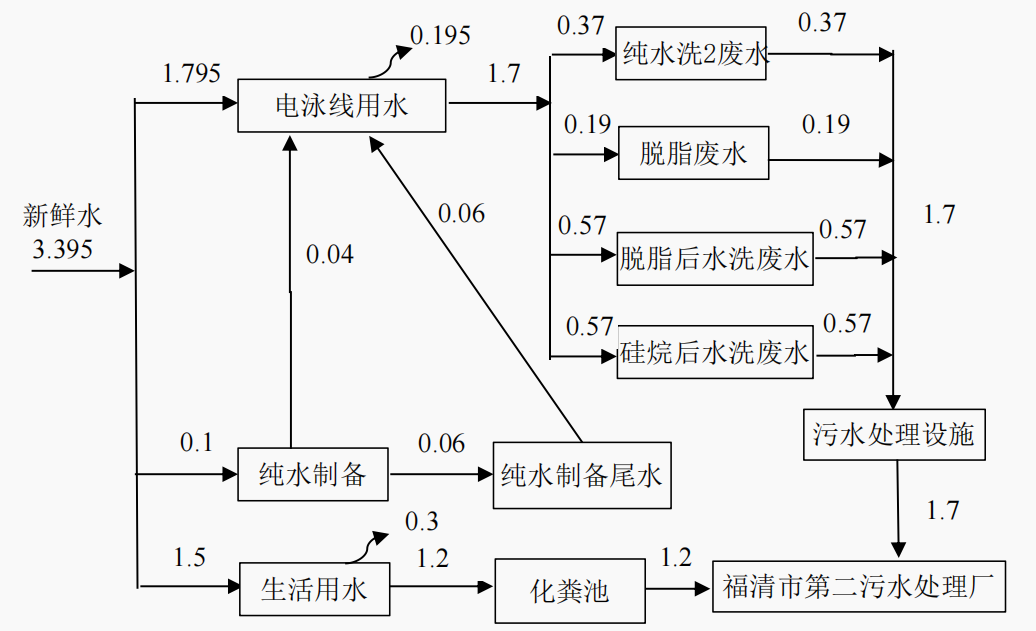 0.37
0.37
0.195
纯水洗2废水
1.795
1.7
电泳线用水
0.19
0.19
脱脂废水
新鲜水
3.395
0.06
1.7
0.04
0.57
0.57
脱脂后水洗废水
0.57
0.57
硅烷后水洗废水
污水处理设施
0.1
0.06
纯水制备
纯水制备尾水
1.7
0.3
1.5
1.2
1.2
生活用水
化粪池
福清市第二污水处理厂